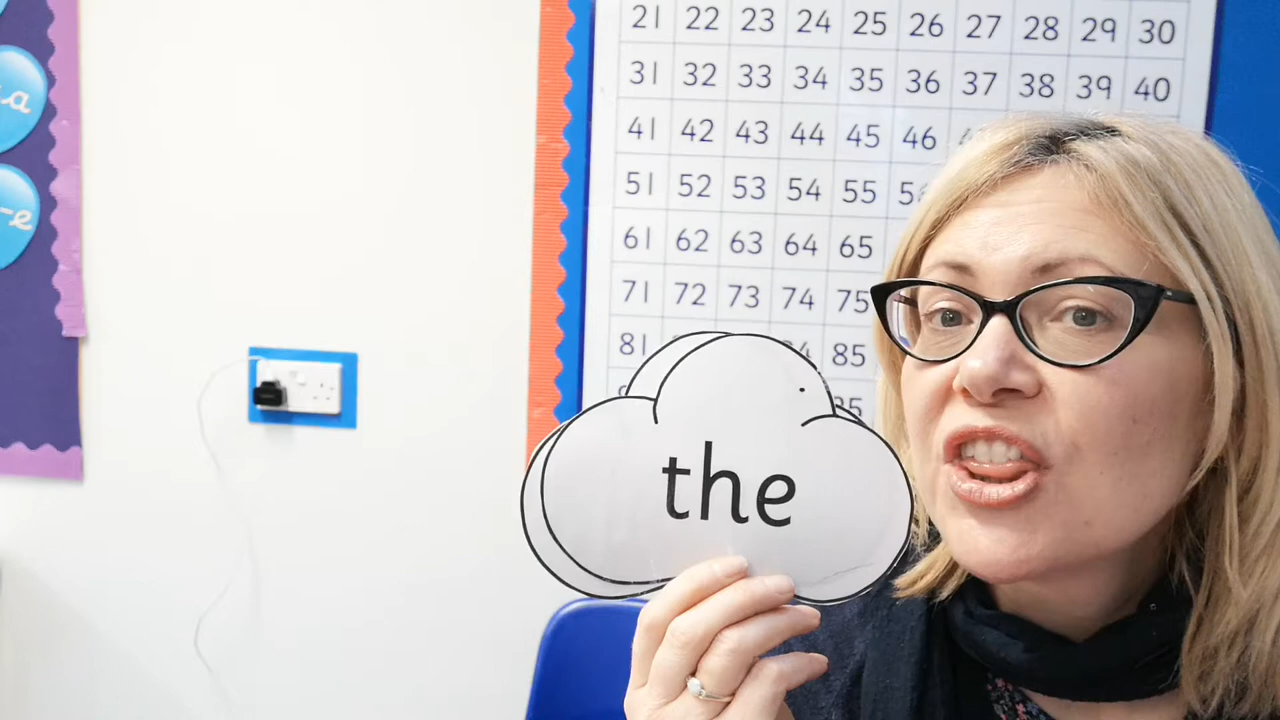 -a
-e
21 22 23 24 25 26 27 28 29 30
31 32 33 34 35 36 37 38 39 40
41 42 43 44 45 46
51 52 53 54 55
61 62 63 64 65
71 72 73 74 75
81 85
the